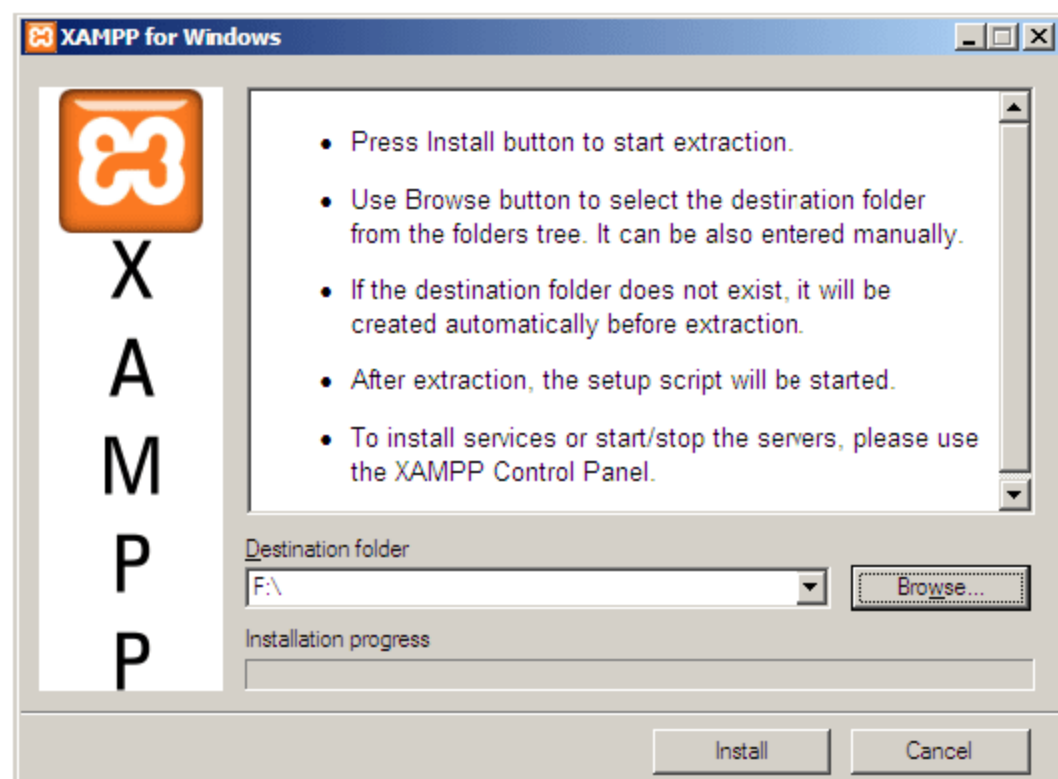 XAMPP for Windows
X
A
M
P
P
• Press Install button to start extraction.
• Use Browse button to select the destination folder
from the folders tree. It can be also entered manually.
• If the destination folder does not exist, it will be
created automatically before extraction.
• After extraction, the setup script will be started.
• To install services or start/stop the servers, please use
the XAMPP Control Panel.
Destination folder
F:\
Browse...
Installation progress
Install
Cancel